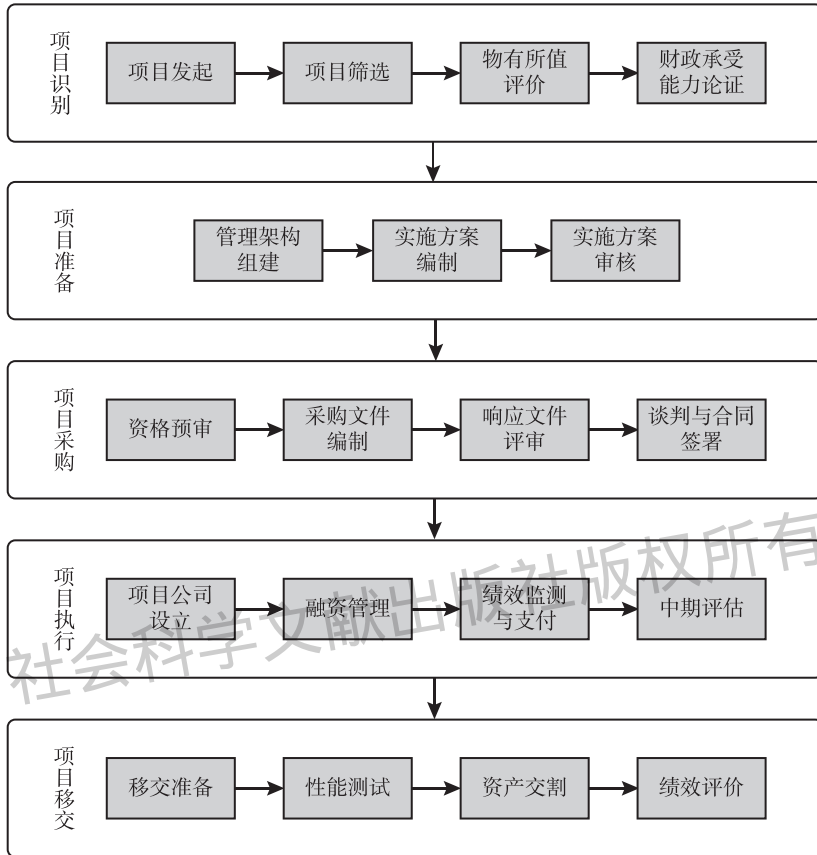 项目识别
项目发起
项目筛选
物有所值
评价
财政承受
能力论证
项目准备
管理架构
组建
实施方案
编制
实施方案
审核
项目采购
资格预审
采购文件
编制
响应文件
评审
谈判与合同
签署
项目执行
项目公司
设立
融资管理
绩效监测
与支付
中期评估
项目移交
移交准备
性能测试
资产交割
绩效评价
社会科学文献出版社版权所有